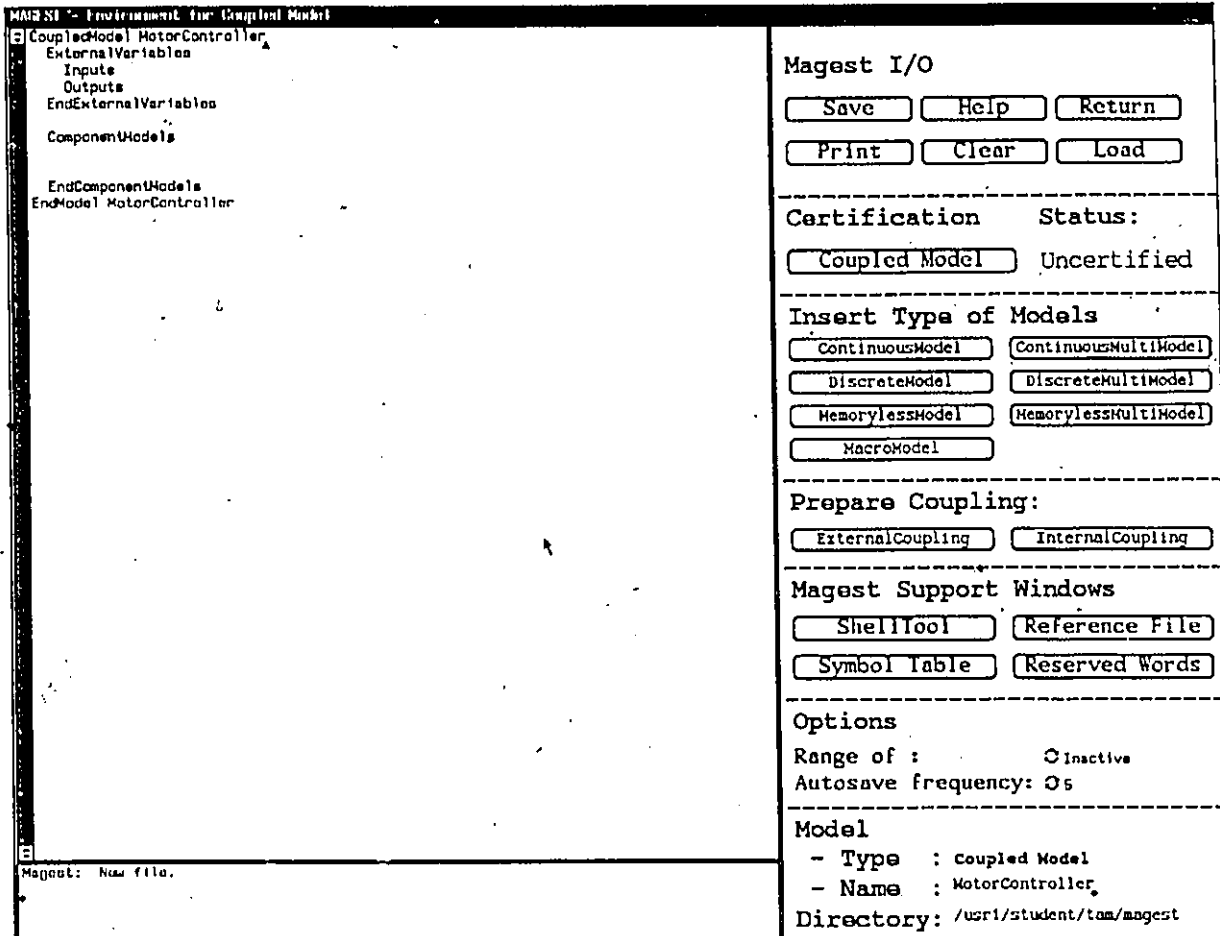 MAGEST - Environment for Coupled Model
CoupledModel MotorController
ExternalVariables
Inputs
Outputs
EndExternalVariables
ComponentModels
EndComponentModels
EndModel MotorController
Magest: New file.
Magest I/O
Save Help Return
Print Clear Load
Certification Status:
Coupled Model Uncertified
Insert Type of Models
ContinuousModel ContinuousMultiModel
DiscreteModel DiscreteMultiModel
MemorylessModel MemorylessMultiModel
MacroModel
Prepare Coupling:
ExternalCoupling InternalCoupling
Magest Support Windows
ShellTool Reference File
Symbol Table Reserved Words
Options
Range of : Inactive
Autosave frequency: 5
Model
- Type : Coupled Model
- Name : MotorController
Directory: /usr1/student/tam/magest